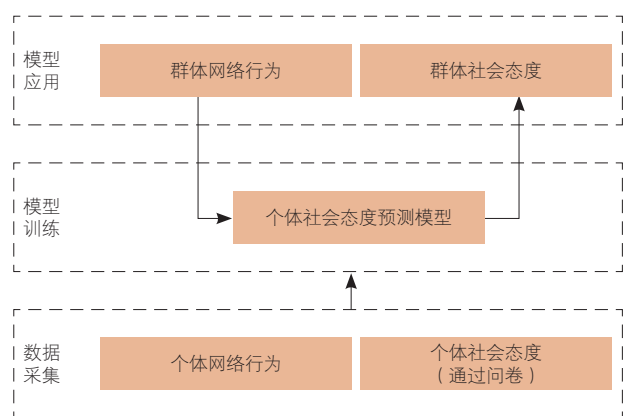 模型
应用
群体网络行为
群体社会态度
模型
训练
个体社会态度预测模型
数据
采集
个体网络行为
个体社会态度
（通过问卷）